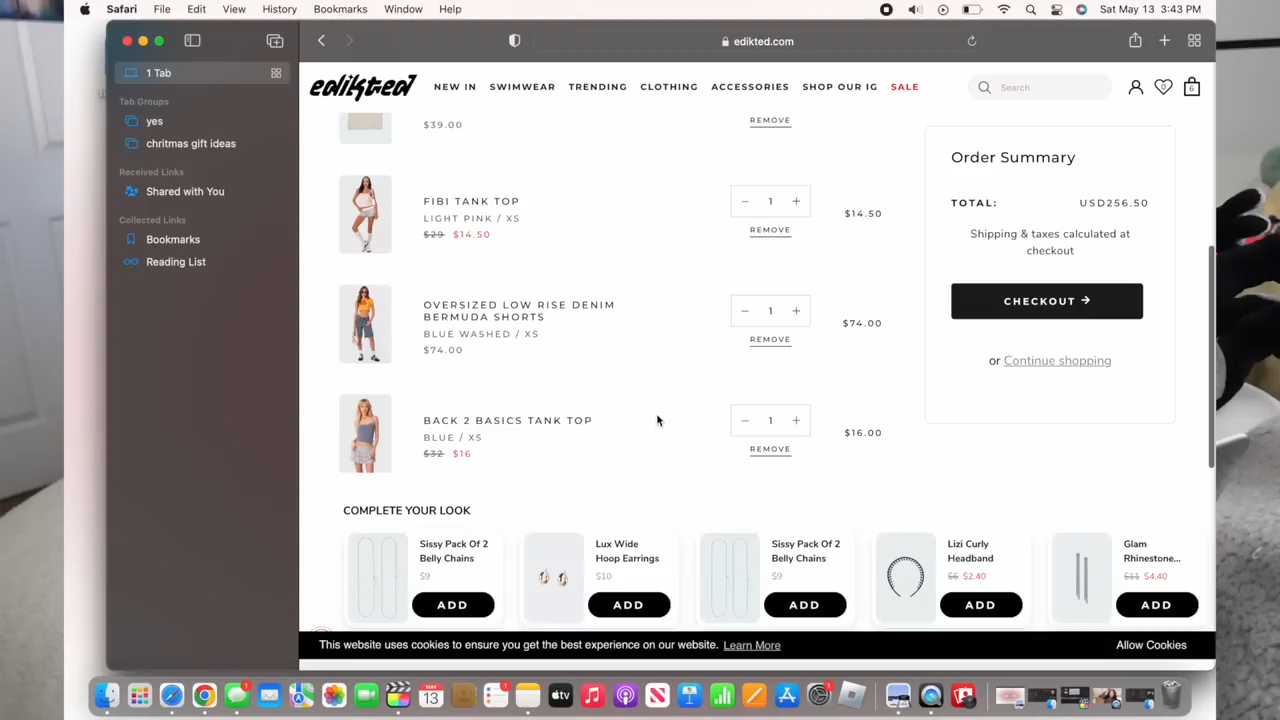 Safari File Edit View History Bookmarks Window Help
Sat May 13 3:43 PM
edikted.com
1 Tab
Tab Groups
yes
chritmas gift ideas
Received Links
Shared with You
Collected Links
Bookmarks
Reading List
edikted
NEW IN SWIMWEAR TRENDING CLOTHING ACCESSORIES SHOP OUR IG SALE
Search
0
6
$39.00
REMOVE
FIBI TANK TOP
LIGHT PINK / XS
$29 $14.50
− 1 +
REMOVE
$14.50
OVERSIZED LOW RISE DENIM
BERMUDA SHORTS
BLUE WASHED / XS
$74.00
− 1 +
REMOVE
$74.00
BACK 2 BASICS TANK TOP
BLUE / XS
$32 $16
− 1 +
REMOVE
$16.00
Order Summary
TOTAL: USD256.50
Shipping & taxes calculated at
checkout
CHECKOUT →
or Continue shopping
COMPLETE YOUR LOOK
Sissy Pack Of 2
Belly Chains
$9
ADD
Lux Wide
Hoop Earrings
$10
ADD
Sissy Pack Of 2
Belly Chains
$9
ADD
Lizi Curly
Headband
$6 $2.40
ADD
Glam
Rhinestone...
$11 $4.40
ADD
This website uses cookies to ensure you get the best experience on our website. Learn More
Allow Cookies
1
MAY
13
1
tv
1